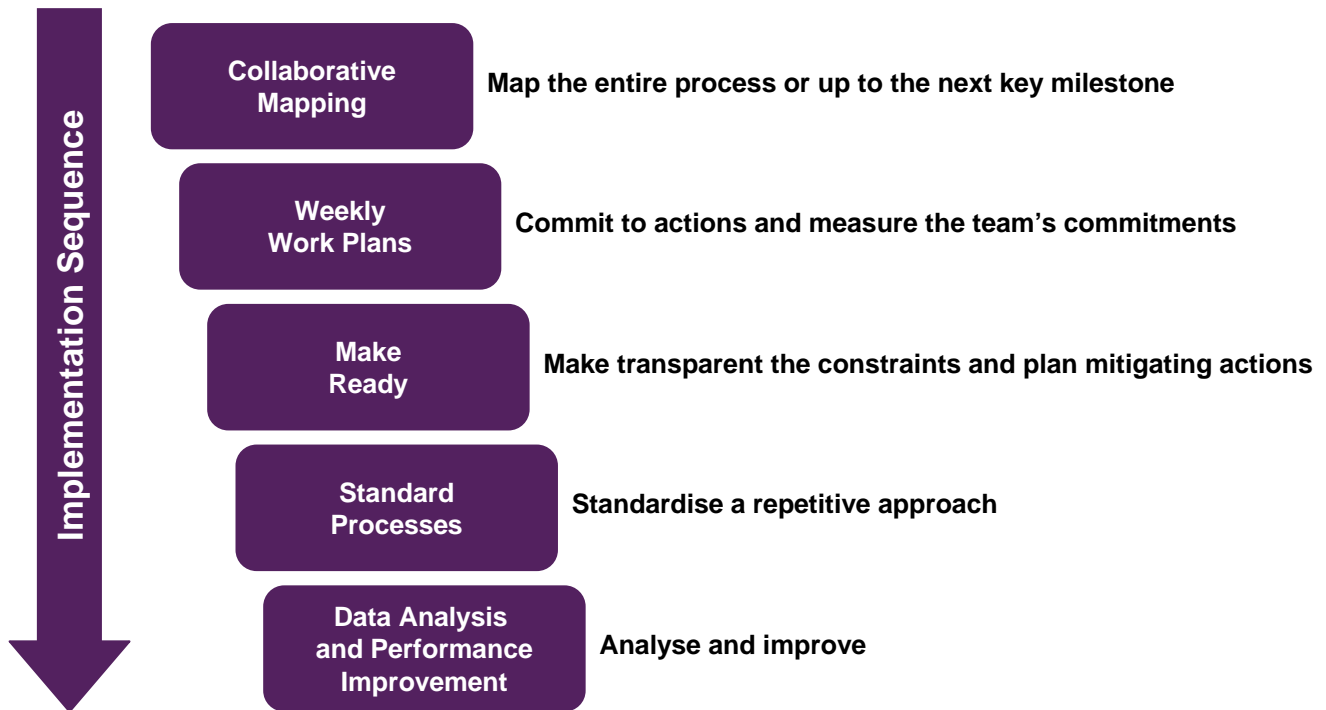 Implementation Sequence
Collaborative
Mapping
Map the entire process or up to the next key milestone
Weekly
Work Plans
Commit to actions and measure the team’s commitments
Make
Ready
Make transparent the constraints and plan mitigating actions
Standard
Processes
Standardise a repetitive approach
Data Analysis
and Performance
Improvement
Analyse and improve